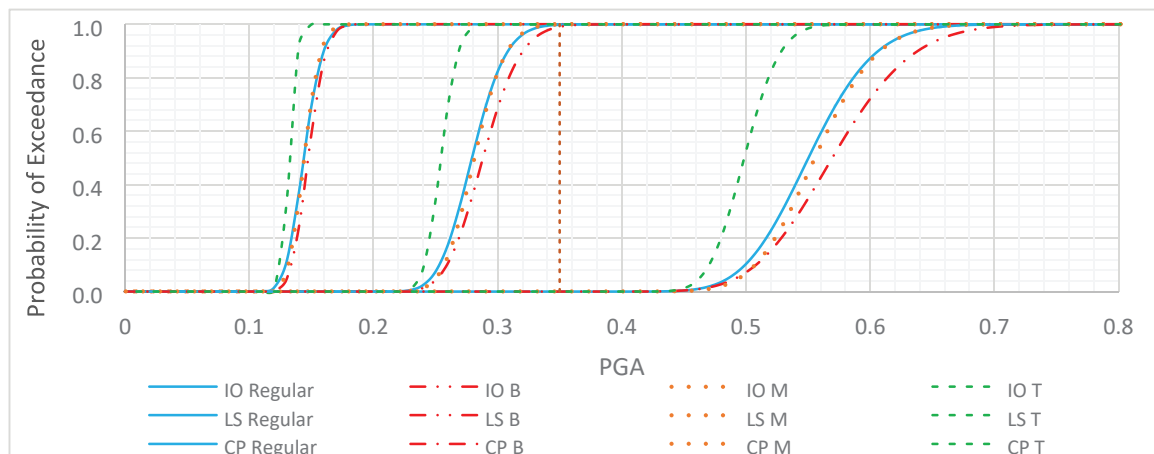 Probability of Exceedance
1.0
0.8
0.6
0.4
0.2
0.0
0 0.1 0.2 0.3 0.4 0.5 0.6 0.7 0.8
PGA
IO Regular IO B IO M IO T
LS Regular LS B LS M LS T
CP Regular CP B CP M CP T